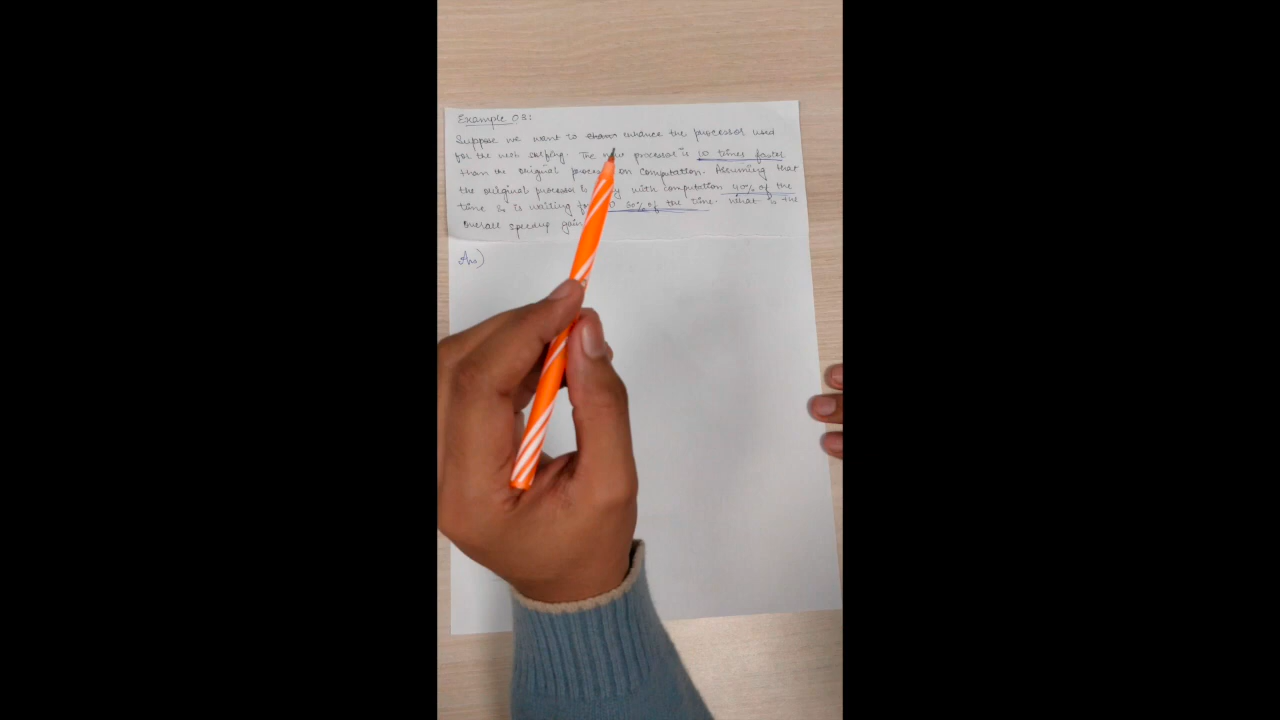 Example 03:
Suppose we want to enhance the processor used
for the web surfing. The new processor is 10 times faster
than the original on computation. Assuming that
the original processor is with computation 40% of the
time & is waiting for 60% of the time. What is the
overall speedup gain
Ans)